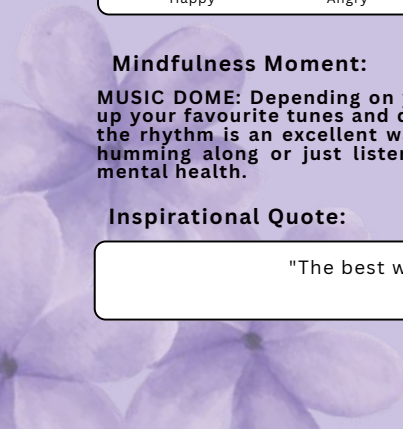 Happy Angry
Mindfulness Moment:
MUSIC DOME: Depending on
up your favourite tunes and
the rhythm is an excellent
humming along or just
mental health.
Inspirational Quote:
"The best